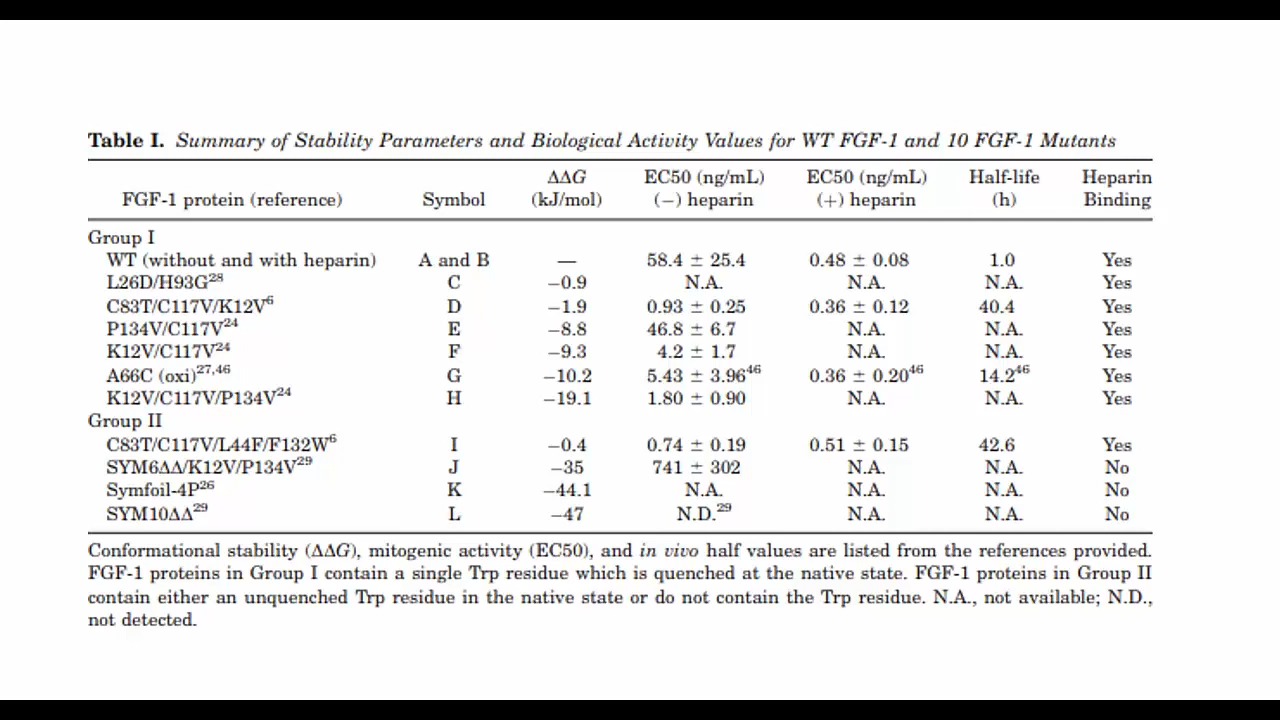 Table I. Summary of Stability Parameters and Biological Activity Values for WT FGF-1 and 10 FGF-1 Mutants
ΔΔG EC50 (ng/mL) EC50 (ng/mL) Half-life Heparin
FGF-1 protein (reference) Symbol (kJ/mol) (−) heparin (+) heparin (h) Binding
Group I
WT (without and with heparin) A and B — 58.4 ± 25.4 0.48 ± 0.08 1.0 Yes
L26D/H93G²⁸ C −0.9 N.A. N.A. N.A. Yes
C83T/C117V/K12V⁶ D −1.9 0.93 ± 0.25 0.36 ± 0.12 40.4 Yes
P134V/C117V²⁴ E −8.8 46.8 ± 6.7 N.A. N.A. Yes
K12V/C117V²⁴ F −9.3 4.2 ± 1.7 N.A. N.A. Yes
A66C (oxi)²⁷,⁴⁶ G −10.2 5.43 ± 3.96⁴⁶ 0.36 ± 0.20⁴⁶ 14.2⁴⁶ Yes
K12V/C117V/P134V²⁴ H −19.1 1.80 ± 0.90 N.A. N.A. Yes
Group II
C83T/C117V/L44F/F132W⁶ I −0.4 0.74 ± 0.19 0.51 ± 0.15 42.6 Yes
SYM6ΔΔ/K12V/P134V²⁹ J −35 741 ± 302 N.A. N.A. No
Symfoil-4P²⁶ K −44.1 N.A. N.A. N.A. No
SYM10ΔΔ²⁹ L −47 N.D.²⁹ N.A. N.A. No
Conformational stability (ΔΔG), mitogenic activity (EC50), and in vivo half values are listed from the references provided.
FGF-1 proteins in Group I contain a single Trp residue which is quenched at the native state. FGF-1 proteins in Group II
contain either an unquenched Trp residue in the native state or do not contain the Trp residue. N.A., not available; N.D.,
not detected.